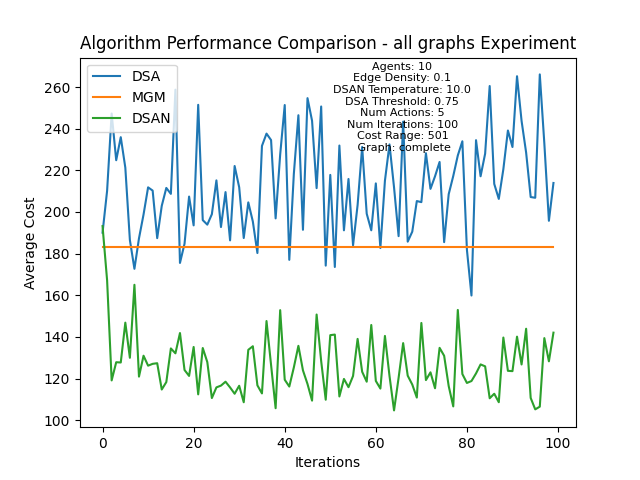 Algorithm Performance Comparison - all graphs Experiment
DSA
MGM
DSAN
Agents: 10
Edge Density: 0.1
DSAN Temperature: 10.0
DSA Threshold: 0.75
Num Actions: 5
Num Iterations: 100
Cost Range: 501
Graph: complete
Average Cost
260
240
220
200
180
160
140
120
100
0
20
40
60
80
100
Iterations